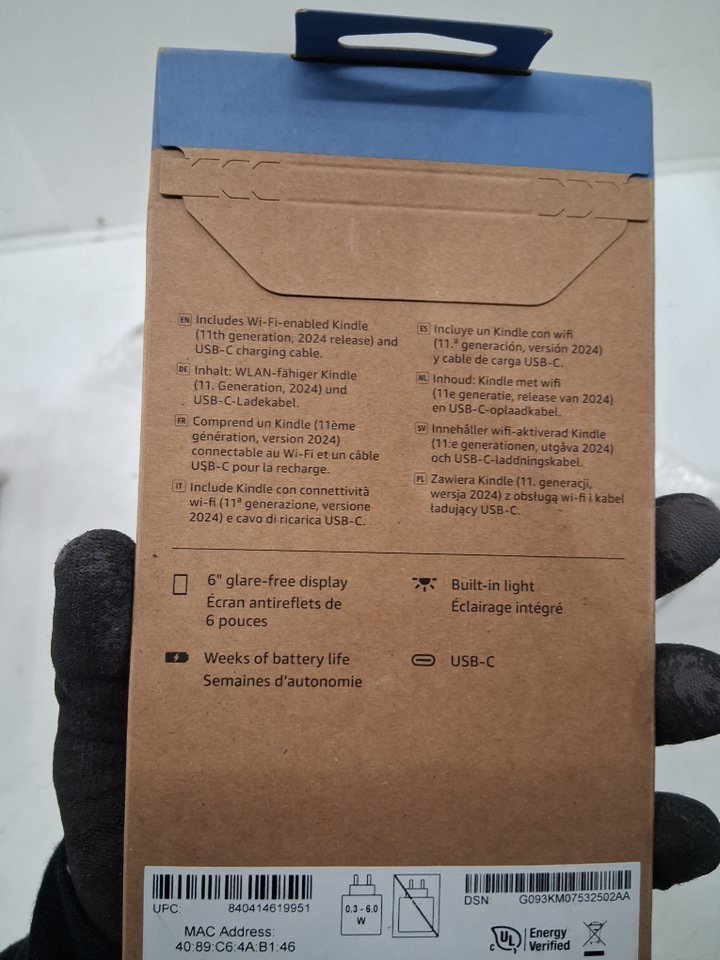 EN Includes Wi-Fi-enabled Kindle
(11th generation, 2024 release) and
USB-C charging cable.
DE Inhalt: WLAN-fähiger Kindle
(11. Generation, 2024) und
USB-C-Ladekabel.
FR Comprend un Kindle (11ème
génération, version 2024)
connectable au Wi-Fi et un câble
USB-C pour la recharge.
IT Include Kindle con connettività
wi-fi (11ª generazione, versione
2024) e cavo di ricarica USB-C.
ES Incluye un Kindle con wifi
(11.ª generación, versión 2024)
y cable de carga USB-C.
NL Inhoud: Kindle met wifi
(11e generatie, release van 2024)
en USB-C-oplaadkabel.
SV Innehåller wifi-aktiverad Kindle
(11:e generationen, utgåva 2024)
och USB-C-laddningskabel.
PL Zawiera Kindle (11. generacji,
wersja 2024) z obsługą wi-fi i kabel
ładujący USB-C.
6" glare-free display
Écran antireflets de
6 pouces
Built-in light
Éclairage intégré
Weeks of battery life
Semaines d'autonomie
USB-C
UPC: 840414619951
MAC Address:
40:89:C6:4A:B1:46
0.3 - 6.0
W
DSN: G093KM07532502AA
c UL Energy
Verified